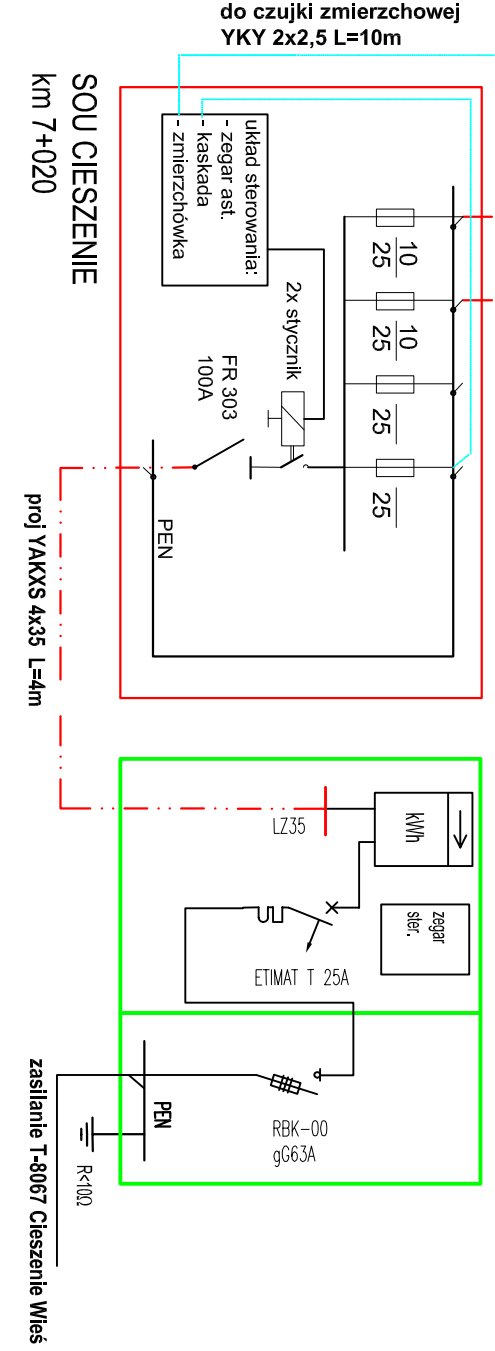 do czujki zmierzchowej
YKY 2x2,5 L=10m
SOU CIESZENIE
km 7+020
układ sterowania:
- zegar ast.
- kaskada
- zmierzchówka
10
25
10
25
25
25
2x stycznik
FR 303
100A
PEN
proj YAKXS 4x35 L=4m
LZ35
kWh
zegar
ster.
ETIMAT T 25A
RBK-00
gG63A
PEN
R<10Ω
zasilanie T-8067 Cieszenie Wieś